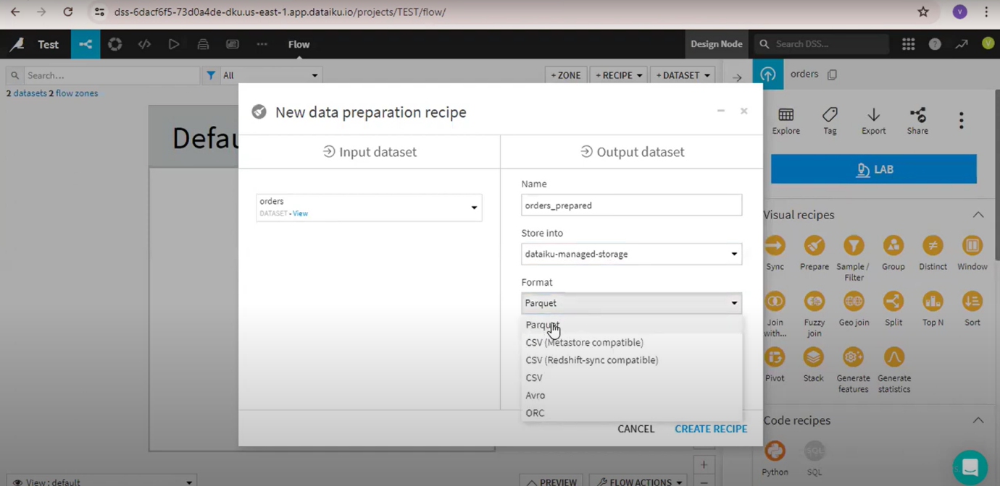 dss-6dacf6f5-73d0a4de-dku.us-east-1.app.dataiku.io/projects/TEST/flow/
V
Test
Flow
Design Node
Search DSS...
V
Search...
All
+ ZONE
+ RECIPE
+ DATASET
orders
2 datasets 2 flow zones
New data preparation recipe
Explore
Tag
Export
Share
Input dataset
Output dataset
LAB
orders
DATASET - View
Name
orders_prepared
Store into
dataiku-managed-storage
Format
Parquet
Parquet
CSV (Metastore compatible)
CSV (Redshift-sync compatible)
CSV
Avro
ORC
CANCEL
CREATE RECIPE
Visual recipes
Sync
Prepare
Sample /
Filter
Group
Distinct
Window
Join
with...
Fuzzy
join
Geo join
Split
Top N
Sort
Pivot
Stack
Generate
features
Generate
statistics
Code recipes
Python
SQL
View : default
PREVIEW
FLOW ACTIONS